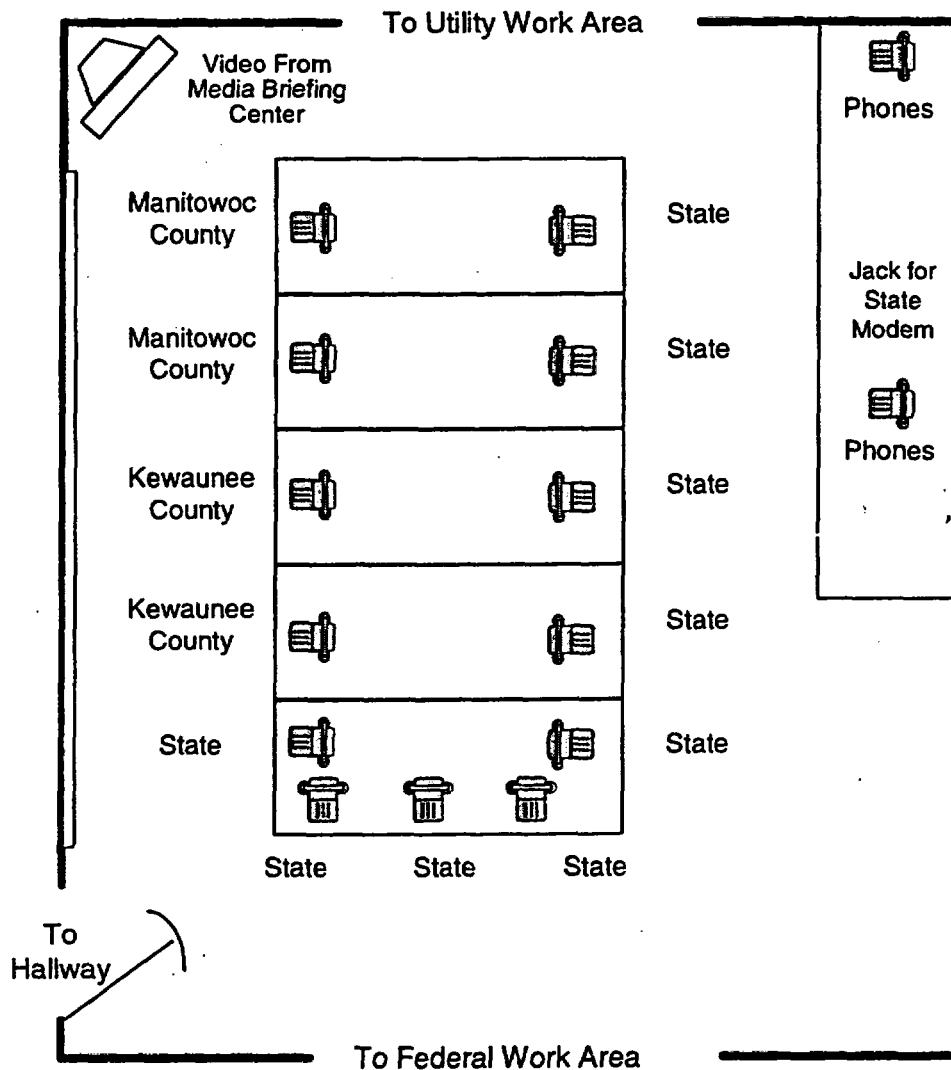 To Utility Work Area
Video From
Media Briefing
Center
Phones
Manitowoc
County
State
Jack for
State
Modem
Manitowoc
County
State
Phones
Kewaunee
County
State
Kewaunee
County
State
State
State
State
State
State
To
Hallway
To Federal Work Area